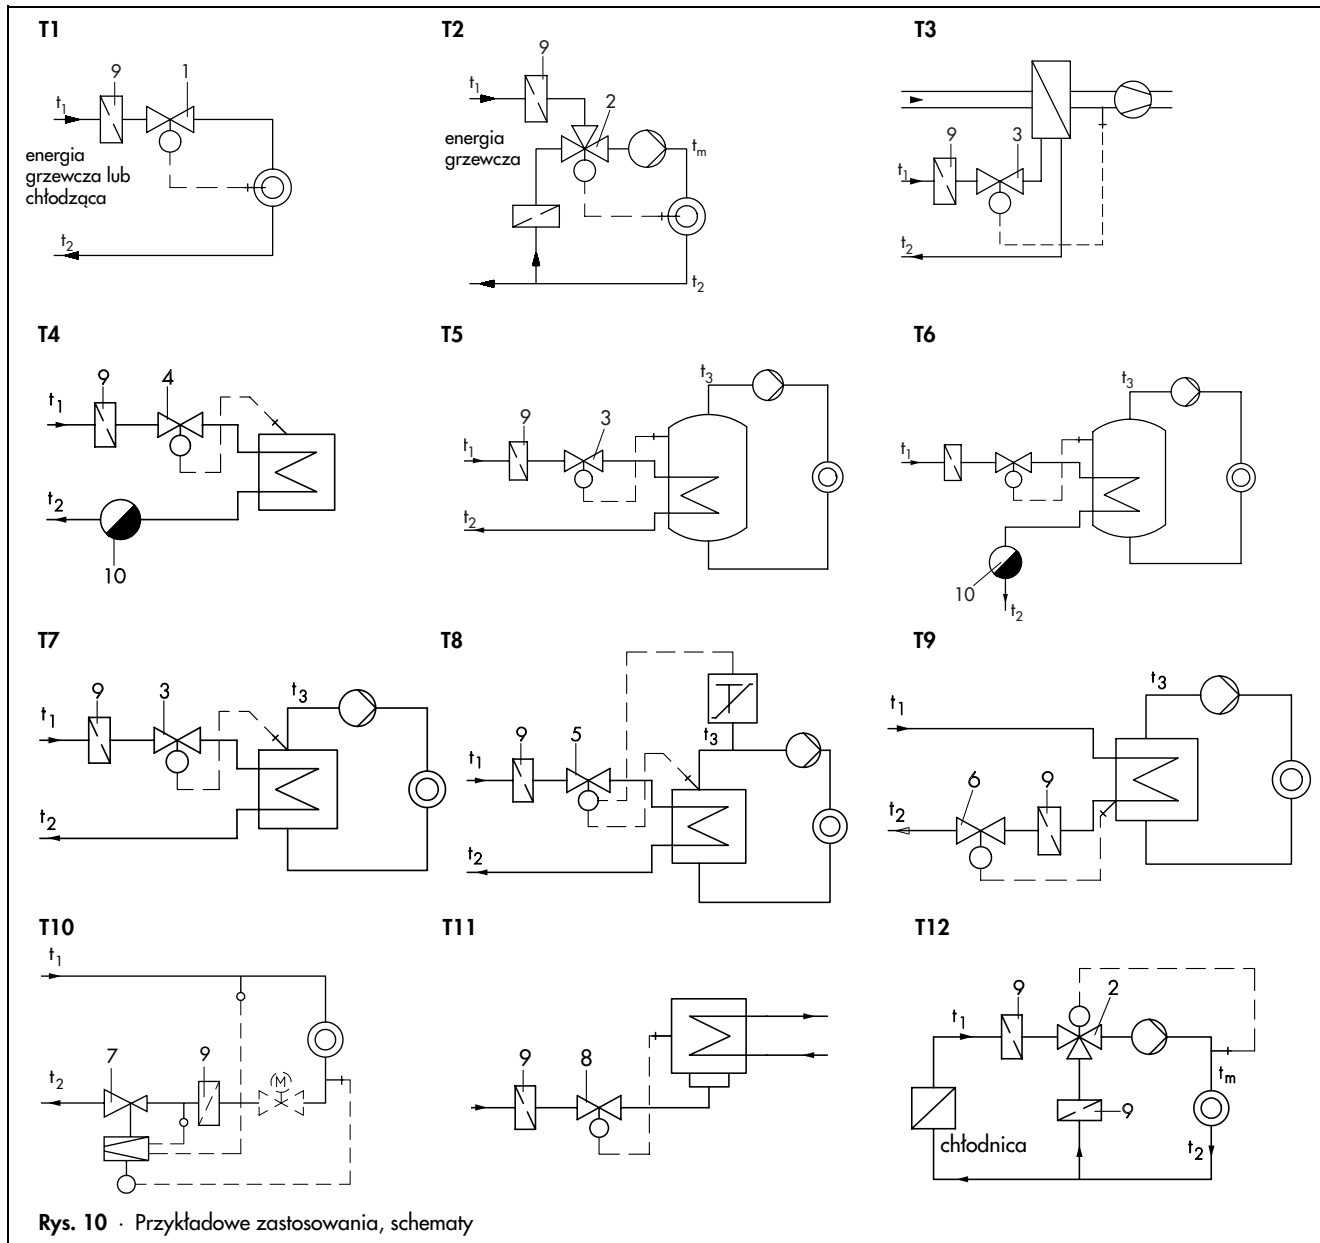 T1
9
1
t1
energia
grzewcza lub
chłodząca
t2
T2
9
t1
2
energia
grzewcza
tm
t2
T3
9
3
t1
t2
T4
9
4
t1
t2
10
T5
t3
9
3
t1
t2
T6
t3
t1
10
t2
T7
9
3
t3
t1
t2
T8
9
5
t3
t1
t2
T9
t3
t1
6
9
t2
T10
t1
7
9
M
t2
T11
9
8
T12
9
2
t1
tm
9
chłodnica
t2
Rys. 10 · Przykładowe zastosowania, schematy